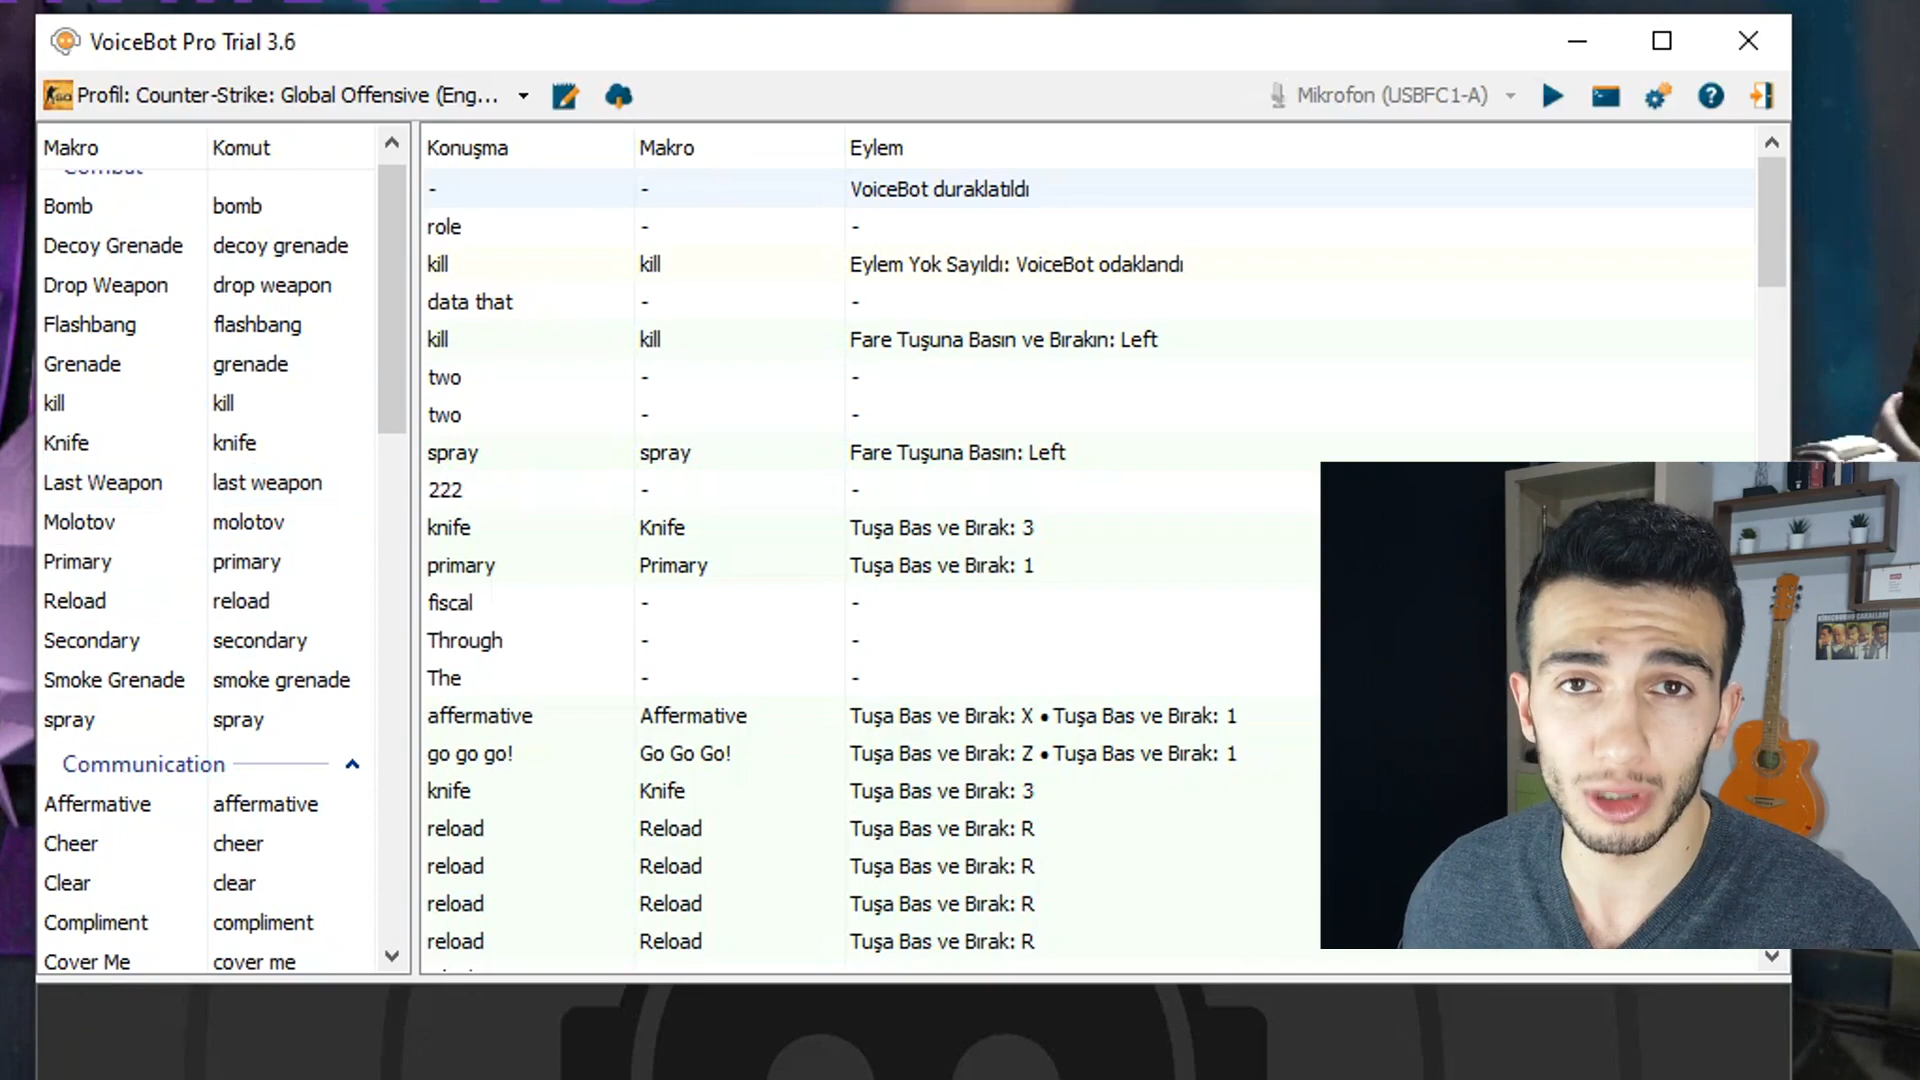 VoiceBot Pro Trial 3.6
Profil: Counter-Strike: Global Offensive (Eng...
Mikrofon (USBFC1-A)
Makro Komut
Combat
Bomb bomb
Decoy Grenade decoy grenade
Drop Weapon drop weapon
Flashbang flashbang
Grenade grenade
kill kill
Knife knife
Last Weapon last weapon
Molotov molotov
Primary primary
Reload reload
Secondary secondary
Smoke Grenade smoke grenade
spray spray
Communication
Affermative affermative
Cheer cheer
Clear clear
Compliment compliment
Cover Me cover me
Konuşma Makro Eylem
- - VoiceBot duraklatıldı
role - -
kill kill Eylem Yok Sayıldı: VoiceBot odaklandı
data that - -
kill kill Fare Tuşuna Basın ve Bırakın: Left
two - -
two - -
spray spray Fare Tuşuna Basın: Left
222 - -
knife Knife Tuşa Bas ve Bırak: 3
primary Primary Tuşa Bas ve Bırak: 1
fiscal - -
Through - -
The - -
affermative Affermative Tuşa Bas ve Bırak: X • Tuşa Bas ve Bırak: 1
go go go! Go Go Go! Tuşa Bas ve Bırak: Z • Tuşa Bas ve Bırak: 1
knife Knife Tuşa Bas ve Bırak: 3
reload Reload Tuşa Bas ve Bırak: R
reload Reload Tuşa Bas ve Bırak: R
reload Reload Tuşa Bas ve Bırak: R
reload Reload Tuşa Bas ve Bırak: R